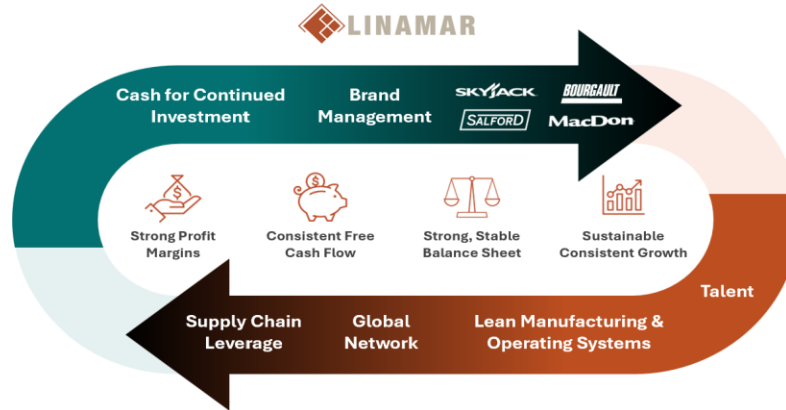 LINAMAR
Cash for Continued
Investment
Brand
Management
SKYJACK
BOURGAULT
SALFORD
MacDon
$
$
Strong Profit
Margins
Consistent Free
Cash Flow
Strong, Stable
Balance Sheet
Sustainable
Consistent Growth
Talent
Supply Chain
Leverage
Global
Network
Lean Manufacturing &
Operating Systems